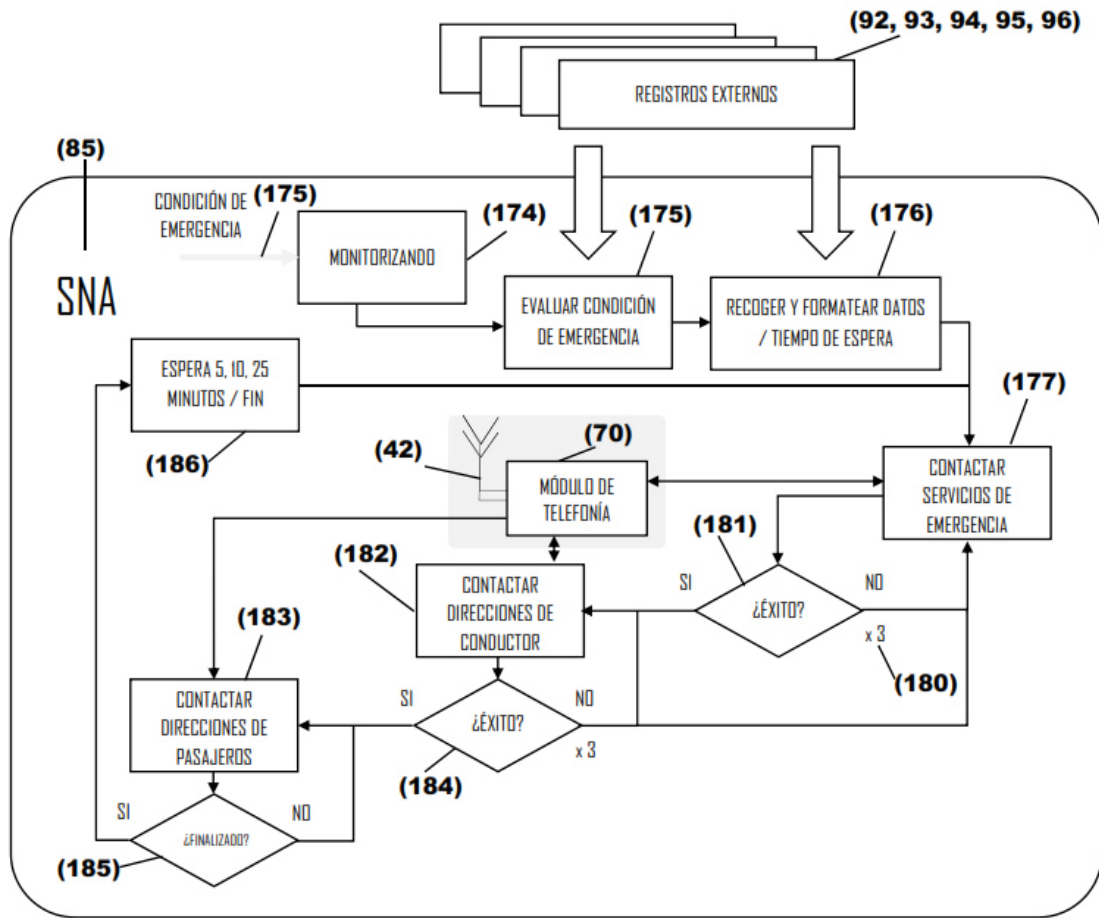 (92, 93, 94, 95, 96)
REGISTROS EXTERNOS
(85)
SNA
CONDICIÓN DE
EMERGENCIA
(175)
MONITORIZANDO
(174)
EVALUAR CONDICIÓN
DE EMERGENCIA
(175)
RECOGER Y FORMATEAR DATOS
/ TIEMPO DE ESPERA
(176)
ESPERA 5, 10, 25
MINUTOS / FIN
(186)
(42)
(70)
MÓDULO DE
TELEFONÍA
(177)
CONTACTAR
SERVICIOS DE
EMERGENCIA
(181)
SI
¿ÉXITO?
NO
x 3
(180)
(182)
CONTACTAR
DIRECCIONES DE
CONDUCTOR
(183)
CONTACTAR
DIRECCIONES DE
PASAJEROS
SI
¿ÉXITO?
NO
x 3
(184)
SI
¿FINALIZADO?
NO
(185)